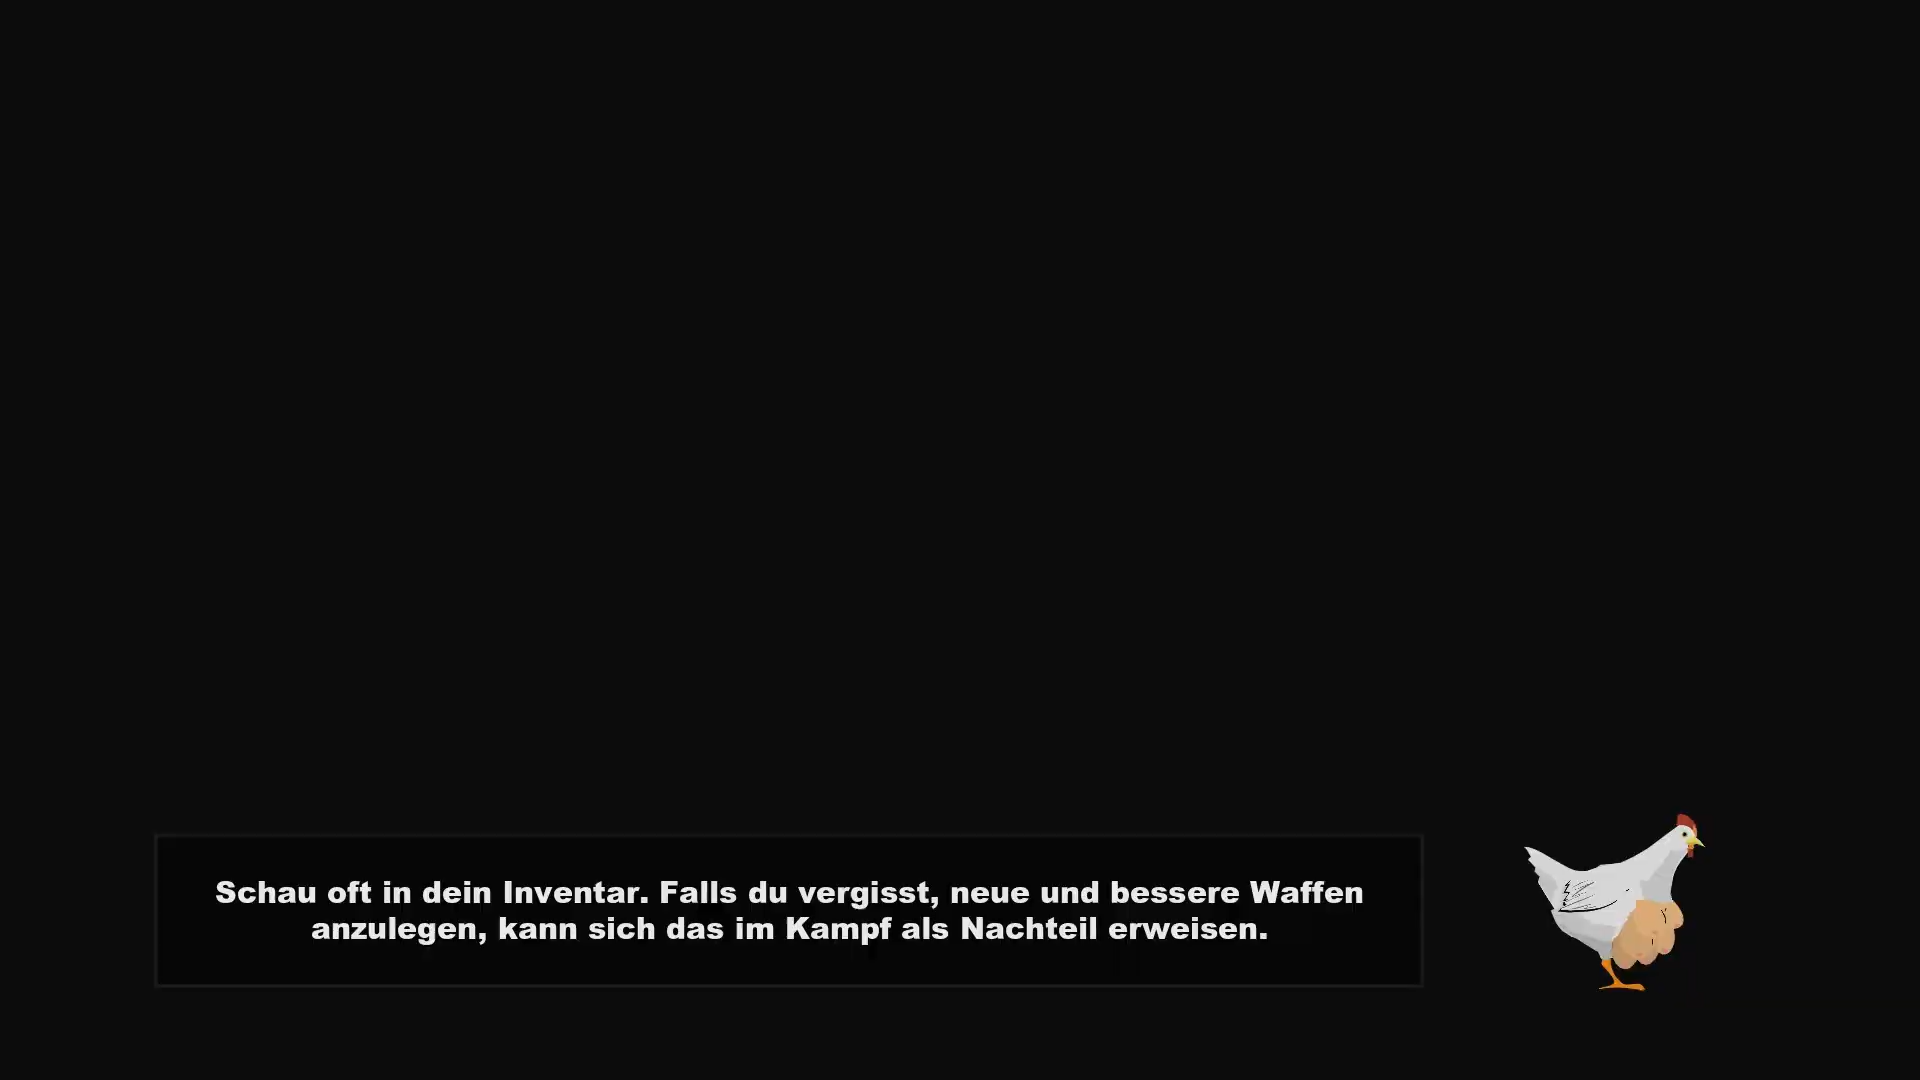 Schau oft in dein Inventar. Falls du vergisst, neue und bessere Waffen
anzulegen, kann sich das im Kampf als Nachteil erweisen.